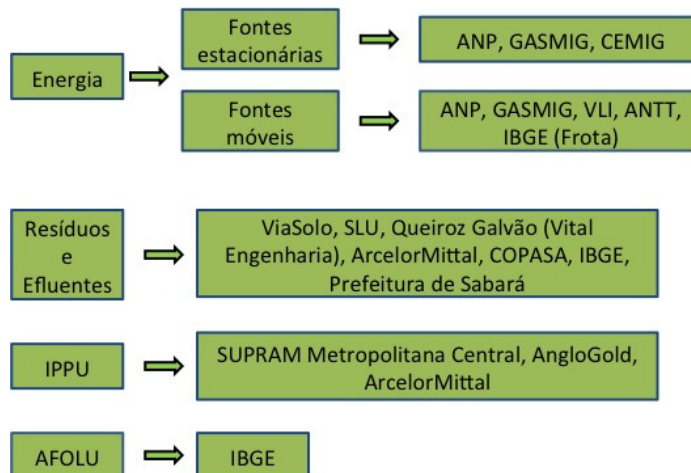 Energia
Fontes
estacionárias
ANP, GASMIG, CEMIG
Fontes
móveis
ANP, GASMIG, VLI, ANTT,
IBGE (Frota)
Resíduos
e
Efluentes
ViaSolo, SLU, Queiroz Galvão (Vital
Engenharia), ArcelorMittal, COPASA, IBGE,
Prefeitura de Sabará
IPPU
SUPRAM Metropolitana Central, AngloGold,
ArcelorMittal
AFOLU
IBGE